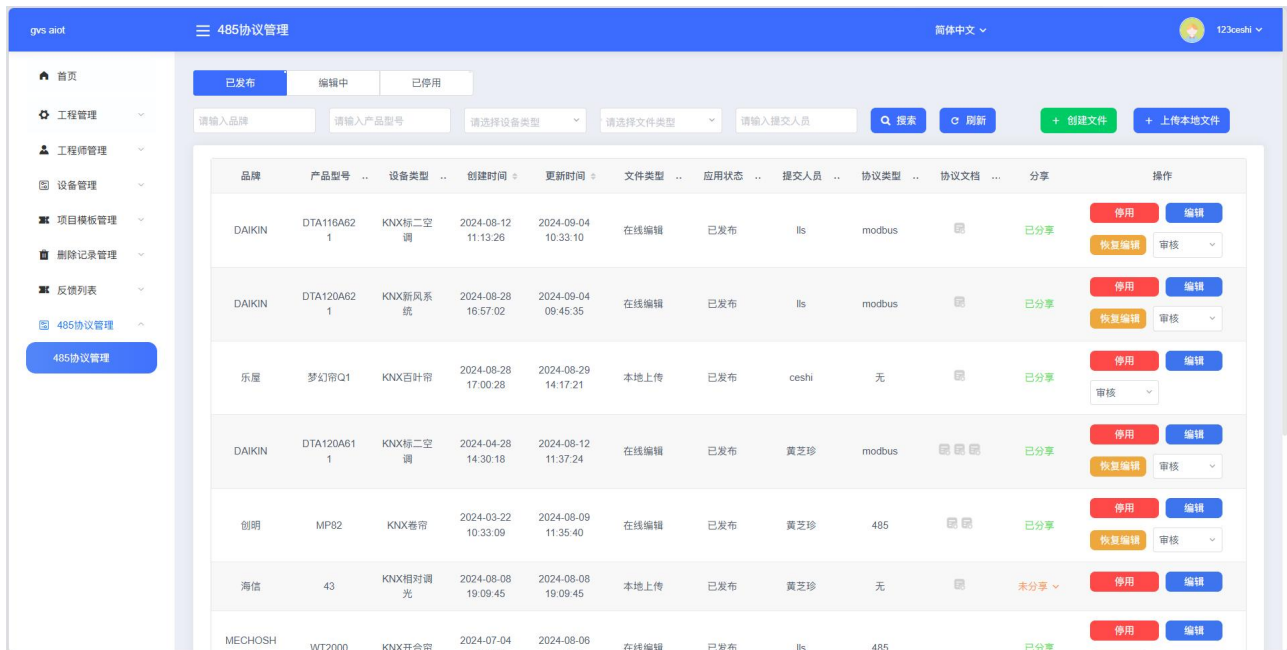 gvs aiot
485协议管理
简体中文
123ceshi
首页
工程管理
工程师管理
设备管理
项目模板管理
删除记录管理
反馈列表
485协议管理
485协议管理
已发布 编辑中 已停用
请输入品牌 请输入产品型号 请选择设备类型 请选择文件类型 请输入提交人员 搜索 刷新 + 创建文件 + 上传本地文件
品牌 产品型号 .. 设备类型 .. 创建时间 更新时间 文件类型 .. 应用状态 .. 提交人员 .. 协议类型 .. 协议文档 ... 分享 操作
DAIKIN DTA116A62 KNX标二空 2024-08-12 2024-09-04 在线编辑 已发布 lls modbus 已分享 停用 编辑
1 调 11:13:26 10:33:10 恢复编辑 审核
DAIKIN DTA120A62 KNX新风系 2024-08-28 2024-09-04 在线编辑 已发布 lls modbus 已分享 停用 编辑
1 统 16:57:02 09:45:35 恢复编辑 审核
乐屋 梦幻帘Q1 KNX百叶帘 2024-08-28 2024-08-29 本地上传 已发布 ceshi 无 已分享 停用 编辑
17:00:28 14:17:21 审核
DAIKIN DTA120A61 KNX标二空 2024-04-28 2024-08-12 在线编辑 已发布 黄芝珍 modbus 已分享 停用 编辑
1 调 14:30:18 11:37:24 恢复编辑 审核
创明 MP82 KNX卷帘 2024-03-22 2024-08-09 在线编辑 已发布 黄芝珍 485 已分享 停用 编辑
10:33:09 11:35:40 恢复编辑 审核
海信 43 KNX相对调 2024-08-08 2024-08-08 本地上传 已发布 黄芝珍 无 未分享 停用 编辑
光 19:09:45 19:09:45
MECHOSH 2024-07-04 2024-08-06 停用 编辑
WT2000 KNX开合帘 在线编辑 已发布 lls 485 已分享